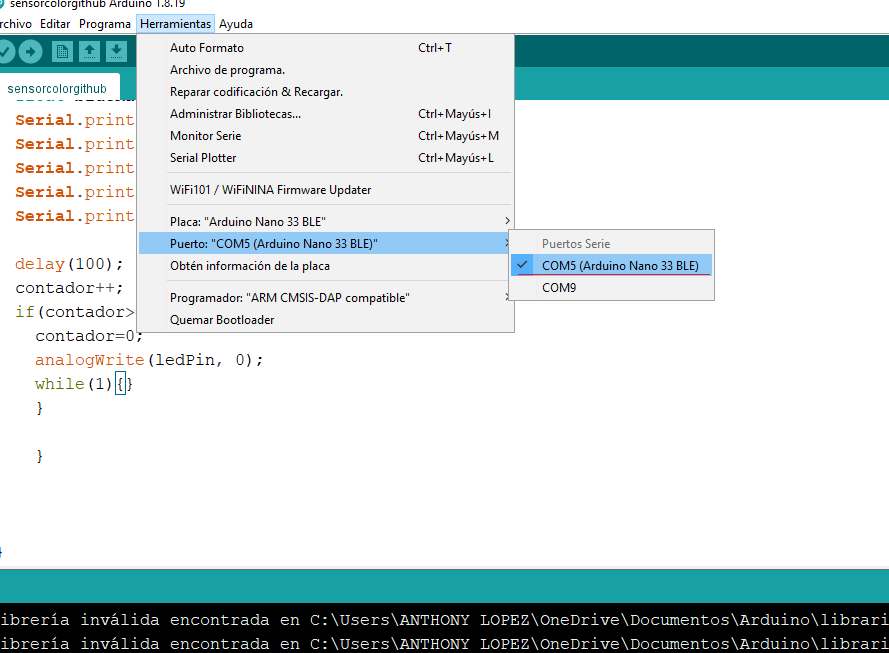 sensorcolorgithub Arduino 1.8.19
rchivo Editar Programa Herramientas Ayuda
sensorcolorgithub
Auto Formato Ctrl+T
Archivo de programa.
Reparar codificación & Recargar.
Administrar Bibliotecas... Ctrl+Mayús+I
Monitor Serie Ctrl+Mayús+M
Serial Plotter Ctrl+Mayús+L
WiFi101 / WiFiNINA Firmware Updater
Placa: "Arduino Nano 33 BLE"
Puerto: "COM5 (Arduino Nano 33 BLE)"
Obtén información de la placa
Programador: "ARM CMSIS-DAP compatible"
Quemar Bootloader
Puertos Serie
COM5 (Arduino Nano 33 BLE)
COM9
Serial.print
Serial.print
Serial.print
Serial.print
Serial.print
delay(100);
contador++;
if(contador>
contador=0;
analogWrite(ledPin, 0);
while(1){}
}
}
}
ibrería inválida encontrada en C:\Users\ANTHONY LOPEZ\OneDrive\Documentos\Arduino\librari
ibrería inválida encontrada en C:\Users\ANTHONY LOPEZ\OneDrive\Documentos\Arduino\librari